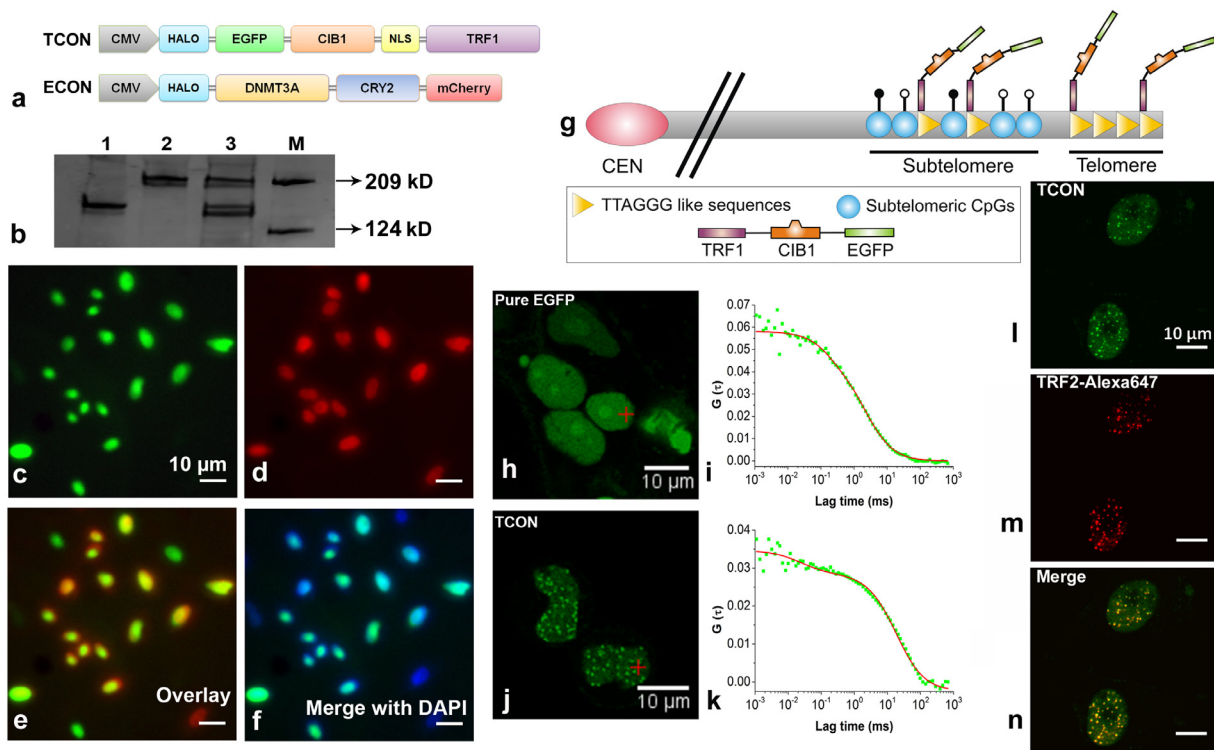 TCON CMV HALO EGFP CIB1 NLS TRF1
a ECON CMV HALO DNMT3A CRY2 mCherry
1 2 3 M
209 kD
124 kD
b
c 10 μm
d
e Overlay
f Merge with DAPI
g
CEN
Subtelomere Telomere
TTAGGG like sequences Subtelomeric CpGs
TRF1 CIB1 EGFP
Pure EGFP
h 10 μm
i
G (τ)
0.07
0.06
0.05
0.04
0.03
0.02
0.01
0.00
10⁻³ 10⁻² 10⁻¹ 10⁰ 10¹ 10² 10³
Lag time (ms)
TCON
j 10 μm
k
G (τ)
0.04
0.03
0.02
0.01
0.00
10⁻³ 10⁻² 10⁻¹ 10⁰ 10¹ 10² 10³
Lag time (ms)
TCON
l 10 μm
TRF2-Alexa647
m
Merge
n